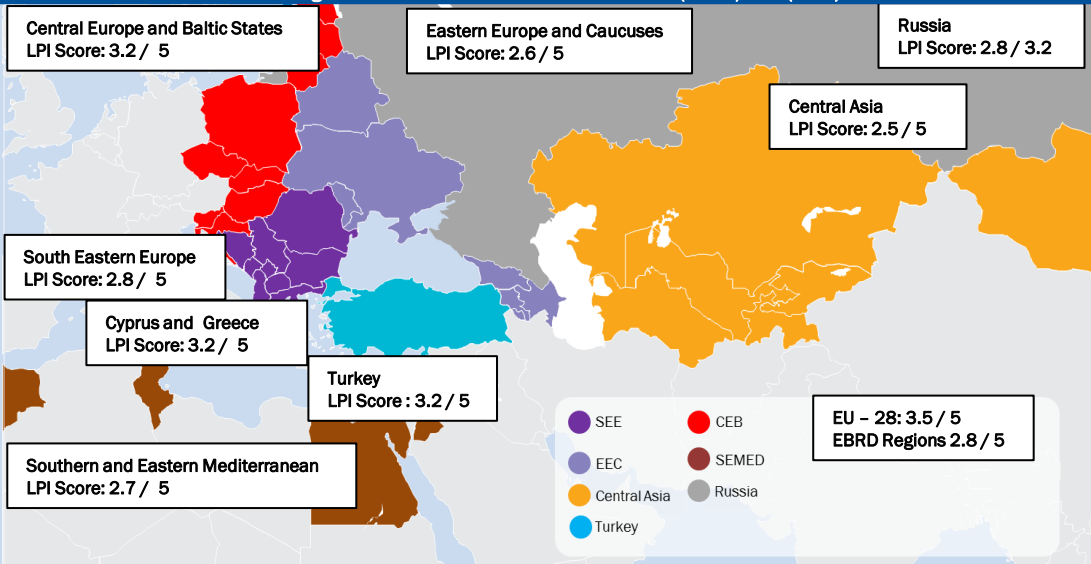 Central Europe and Baltic States
LPI Score: 3.2 / 5
Eastern Europe and Caucuses
LPI Score: 2.6 / 5
Russia
LPI Score: 2.8 / 3.2
Central Asia
LPI Score: 2.5 / 5
South Eastern Europe
LPI Score: 2.8 / 5
Cyprus and Greece
LPI Score: 3.2 / 5
Turkey
LPI Score : 3.2 / 5
Southern and Eastern Mediterranean
LPI Score: 2.7 / 5
SEE
EEC
Central Asia
Turkey
CEB
SEMED
Russia
EU – 28: 3.5 / 5
EBRD Regions 2.8 / 5